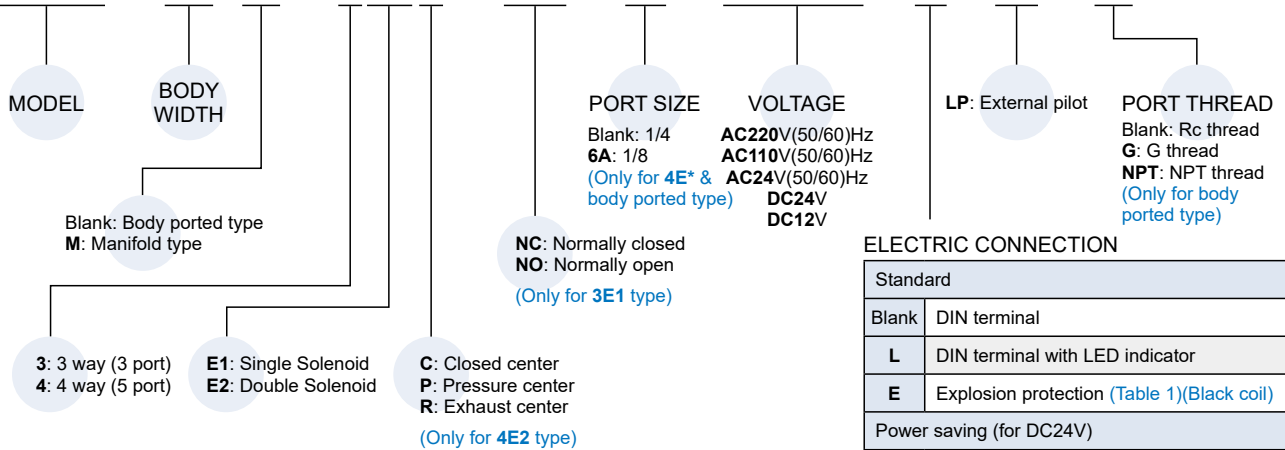 MODEL
BODY
WIDTH
Blank: Body ported type
M: Manifold type
3: 3 way (3 port)
4: 4 way (5 port)
E1: Single Solenoid
E2: Double Solenoid
C: Closed center
P: Pressure center
R: Exhaust center
(Only for 4E2 type)
NC: Normally closed
NO: Normally open
(Only for 3E1 type)
PORT SIZE
Blank: 1/4
6A: 1/8
(Only for 4E* &
body ported type)
VOLTAGE
AC220V(50/60)Hz
AC110V(50/60)Hz
AC24V(50/60)Hz
DC24V
DC12V
LP: External pilot
PORT THREAD
Blank: Rc thread
G: G thread
NPT: NPT thread
(Only for body
ported type)
ELECTRIC CONNECTION
Standard
Blank DIN terminal
L DIN terminal with LED indicator
E Explosion protection (Table 1)(Black coil)
Power saving (for DC24V)